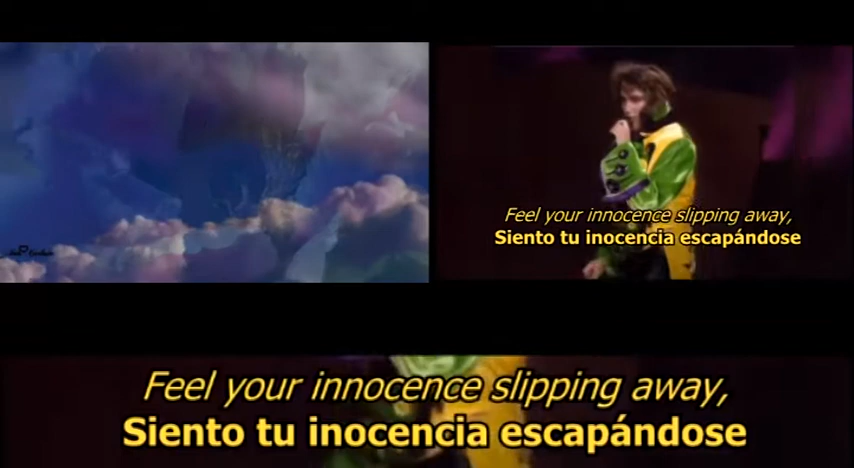 Feel your innocence slipping away,
Siento tu inocencia escapándose
Feel your innocence slipping away,
Siento tu inocencia escapándose